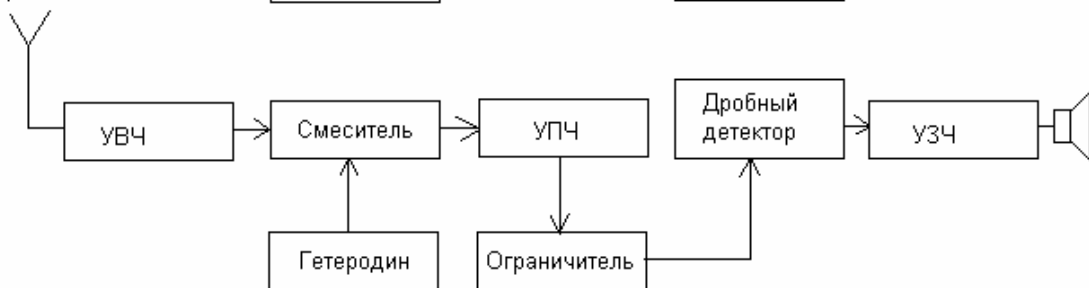 УВЧ
Смеситель
УПЧ
Дробный
детектор
УЗЧ
Гетеродин
Ограничитель